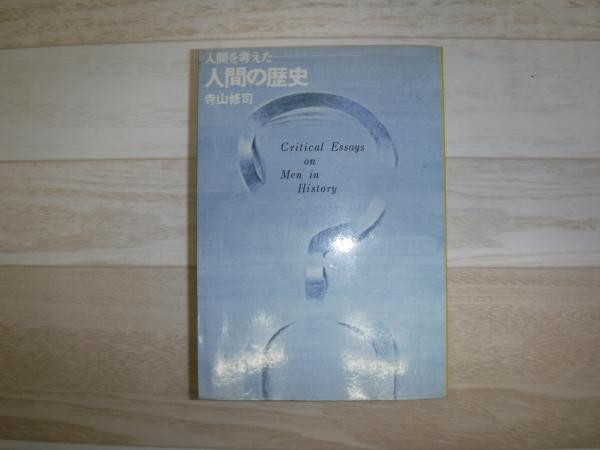 人間を考えた
人間の歴史
寺山修司
Critical Essays
on
Men in
History